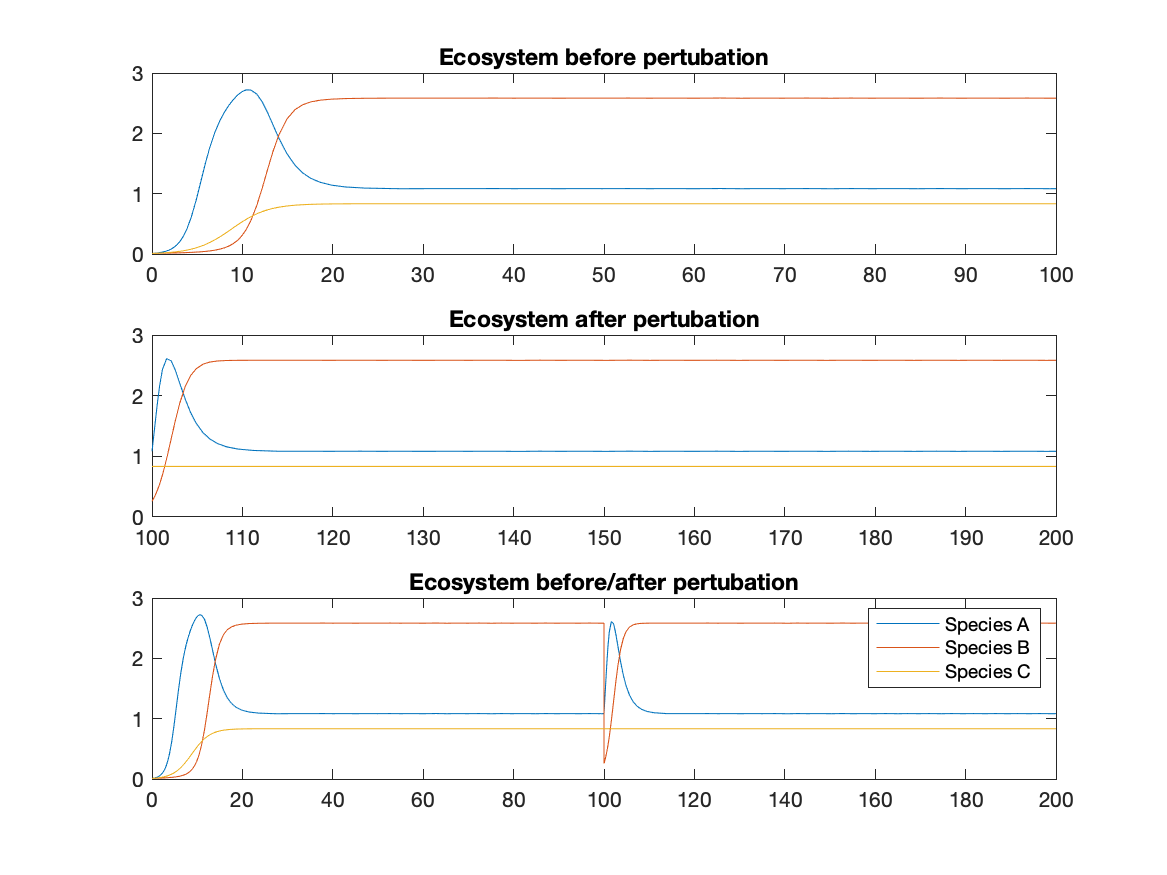 Ecosystem before pertubation
3
2
1
0
0 10 20 30 40 50 60 70 80 90 100
Ecosystem after pertubation
3
2
1
0
100 110 120 130 140 150 160 170 180 190 200
Ecosystem before/after pertubation
3
Species A
Species B
2
Species C
1
0
0 20 40 60 80 100 120 140 160 180 200